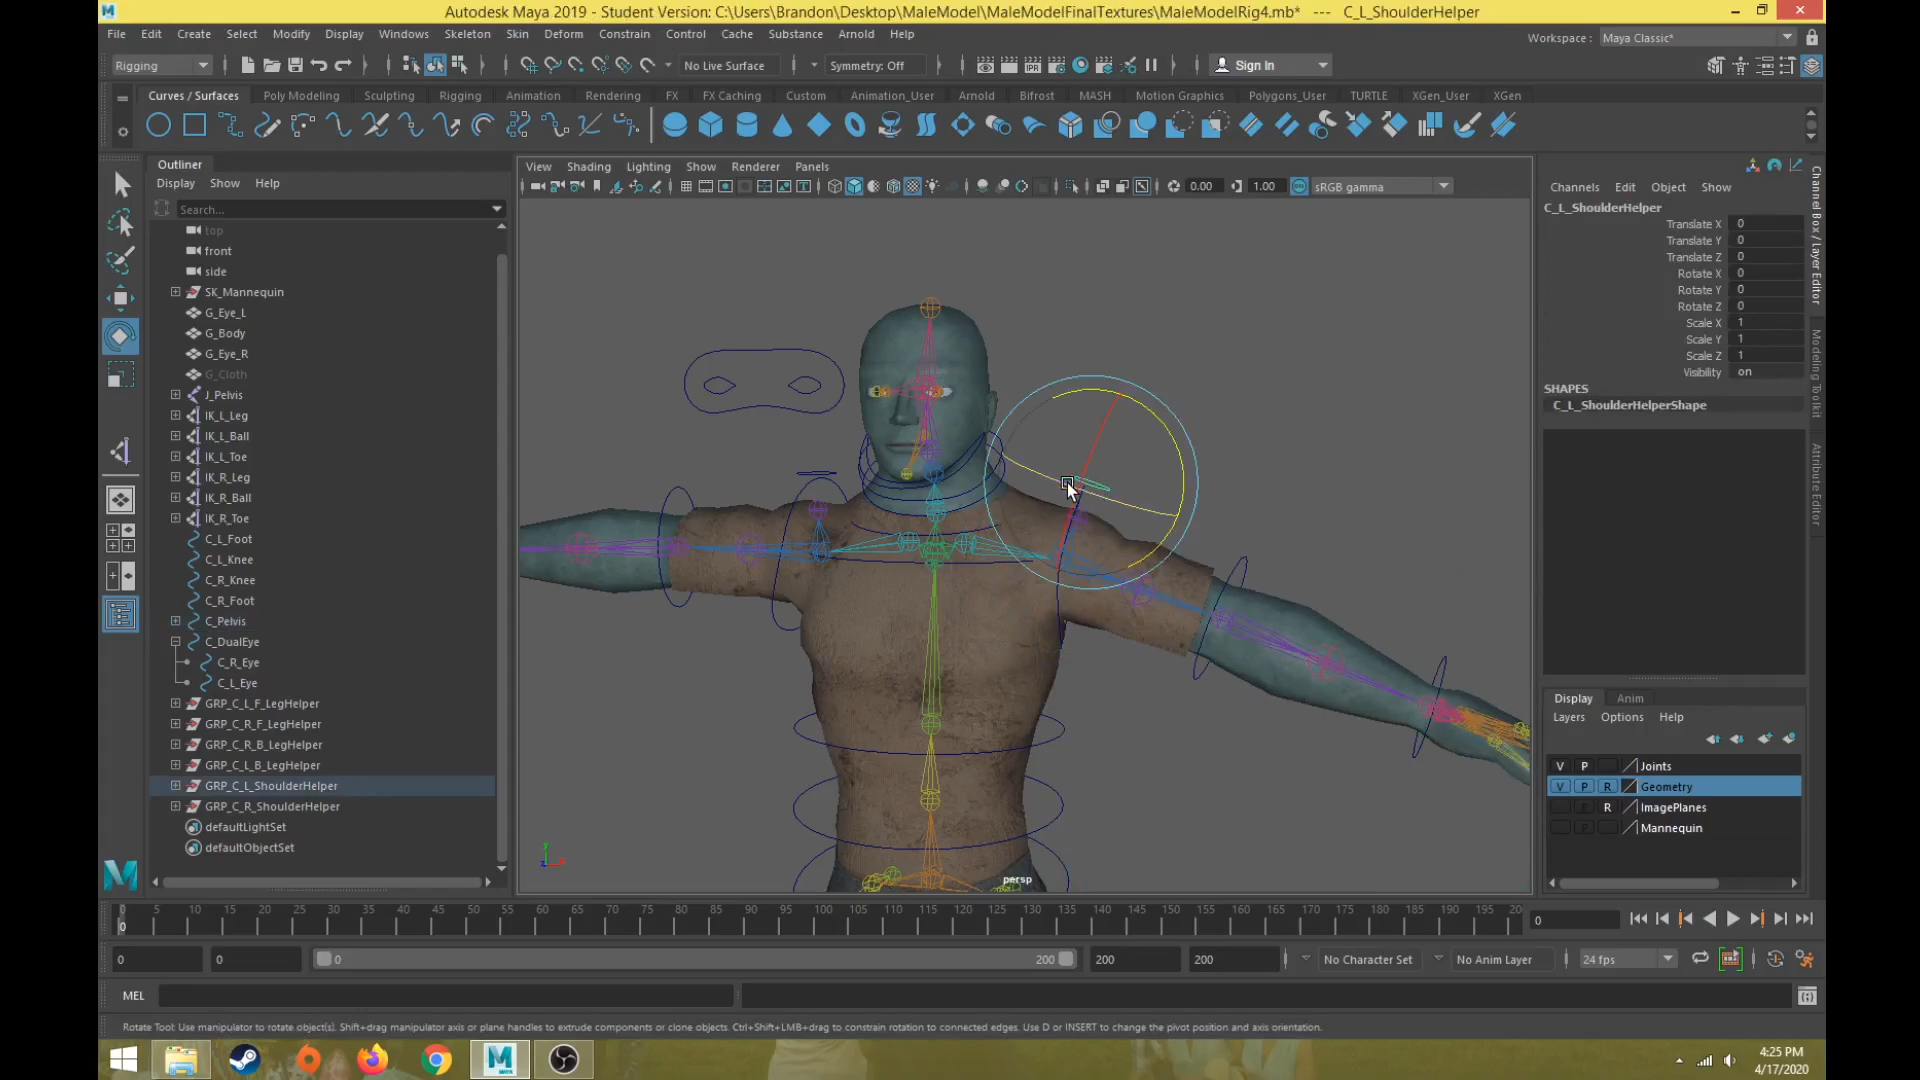 Autodesk Maya 2019 - Student Version: C:\Users\Brandon\Desktop\MaleModel\MaleModelFinalTextures\MaleModelRig4.mb* --- C_L_ShoulderHelper
File Edit Create Select Modify Display Windows Skeleton Skin Deform Constrain Control Cache Substance Arnold Help
Workspace : Maya Classic*
Rigging No Live Surface Symmetry: Off IPR Sign In
Curves / Surfaces Poly Modeling Sculpting Rigging Animation Rendering FX FX Caching Custom Animation_User Arnold Bifrost MASH Motion Graphics Polygons_User TURTLE XGen_User XGen
Outliner
Display Show Help
Search...
top
front
side
SK_Mannequin
G_Eye_L
G_Body
G_Eye_R
G_Cloth
J_Pelvis
IK_L_Leg
IK_L_Ball
IK_L_Toe
IK_R_Leg
IK_R_Ball
IK_R_Toe
C_L_Foot
C_L_Knee
C_R_Knee
C_R_Foot
C_Pelvis
C_DualEye
C_R_Eye
C_L_Eye
GRP_C_L_F_LegHelper
GRP_C_R_F_LegHelper
GRP_C_R_B_LegHelper
GRP_C_L_B_LegHelper
GRP_C_L_ShoulderHelper
GRP_C_R_ShoulderHelper
defaultLightSet
defaultObjectSet
View Shading Lighting Show Renderer Panels
0.00 1.00 sRGB gamma
persp
Channels Edit Object Show
C_L_ShoulderHelper
Translate X 0
Translate Y 0
Translate Z 0
Rotate X 0
Rotate Y 0
Rotate Z 0
Scale X 1
Scale Y 1
Scale Z 1
Visibility on
SHAPES
C_L_ShoulderHelperShape
Channel Box / Layer Editor
Modeling Toolkit
Attribute Editor
Display Anim
Layers Options Help
V P Joints
V P R Geometry
R ImagePlanes
P Mannequin
0 5 10 15 20 25 30 35 40 45 50 55 60 65 70 75 80 85 90 95 100 105 110 115 120 125 130 135 140 145 150 155 160 165 170 175 180 185 190 195 20
0
0
0 0 0 200 200 200 No Character Set No Anim Layer 24 fps
MEL
Rotate Tool: Use manipulator to rotate object(s). Shift+drag manipulator axis or plane handles to extrude components or clone objects. Ctrl+Shift+LMB+drag to constrain rotation to connected edges. Use D or INSERT to change the pivot position and axis orientation.
4:25 PM
4/17/2020